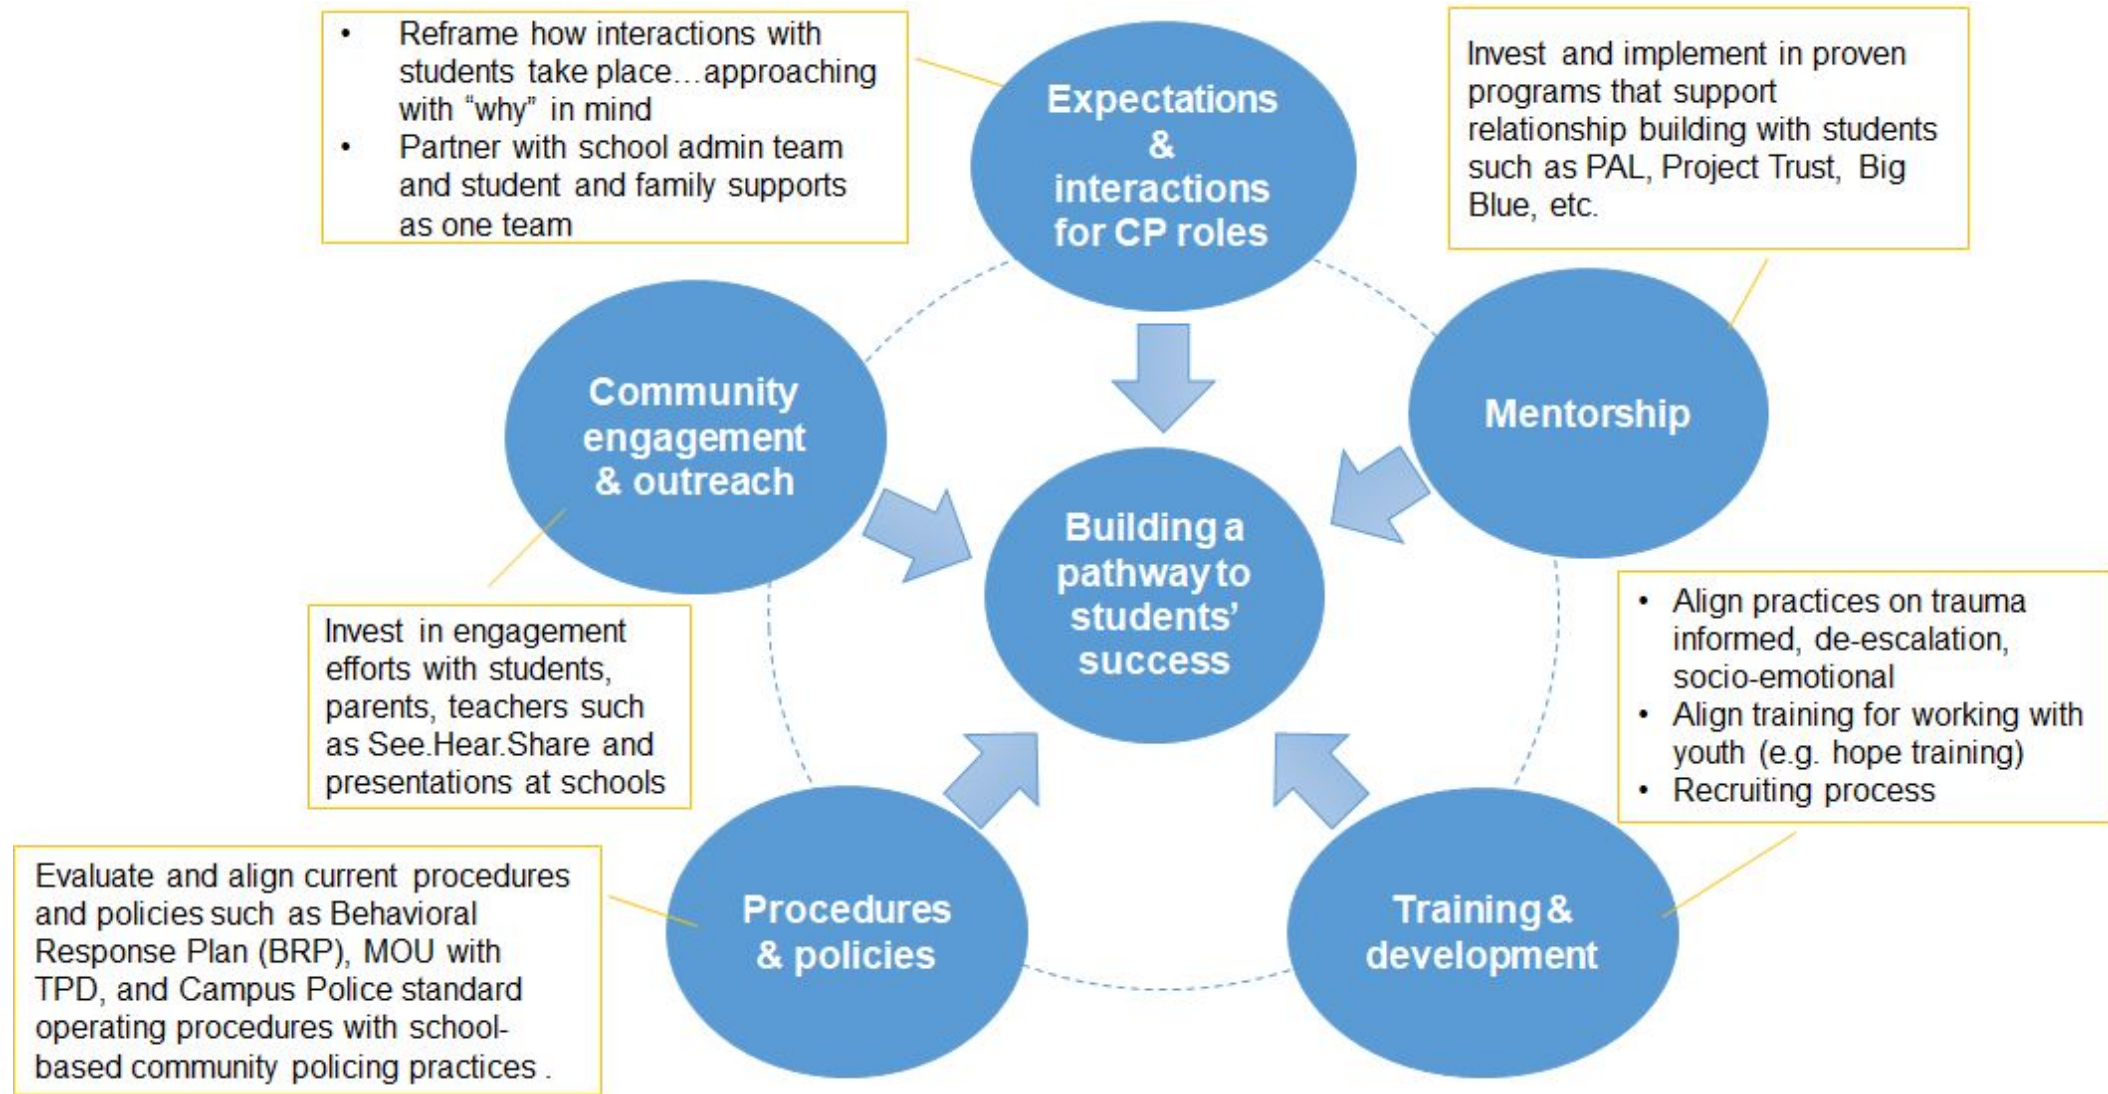 • Reframe how interactions with
students take place…approaching
with “why” in mind
• Partner with school admin team
and student and family supports
as one team
Expectations
&
interactions
for CP roles
Invest and implement in proven
programs that support
relationship building with students
such as PAL, Project Trust, Big
Blue, etc.
Community
engagement
& outreach
Mentorship
Building a
pathway to
students’
success
Invest in engagement
efforts with students,
parents, teachers such
as See.Hear.Share and
presentations at schools
• Align practices on trauma
informed, de-escalation,
socio-emotional
• Align training for working with
youth (e.g. hope training)
• Recruiting process
Evaluate and align current procedures
and policies such as Behavioral
Response Plan (BRP), MOU with
TPD, and Campus Police standard
operating procedures with school-
based community policing practices .
Procedures
& policies
Training &
development